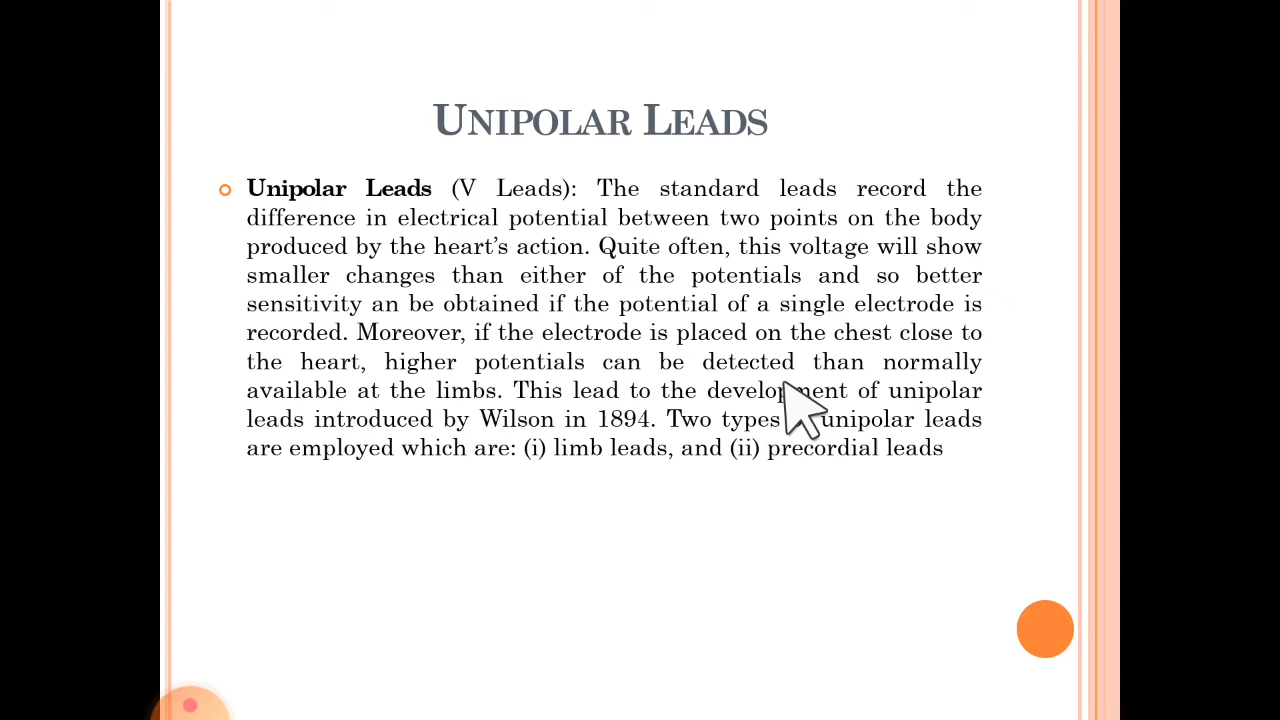 UNIPOLAR LEADS
Unipolar Leads (V Leads): The standard leads record the
difference in electrical potential between two points on the body
produced by the heart's action. Quite often, this voltage will show
smaller changes than either of the potentials and so better
sensitivity an be obtained if the potential of a single electrode is
recorded. Moreover, if the electrode is placed on the chest close to
the heart, higher potentials can be detected than normally
available at the limbs. This lead to the development of unipolar
leads introduced by Wilson in 1894. Two types unipolar leads
are employed which are: (i) limb leads, and (ii) precordial leads